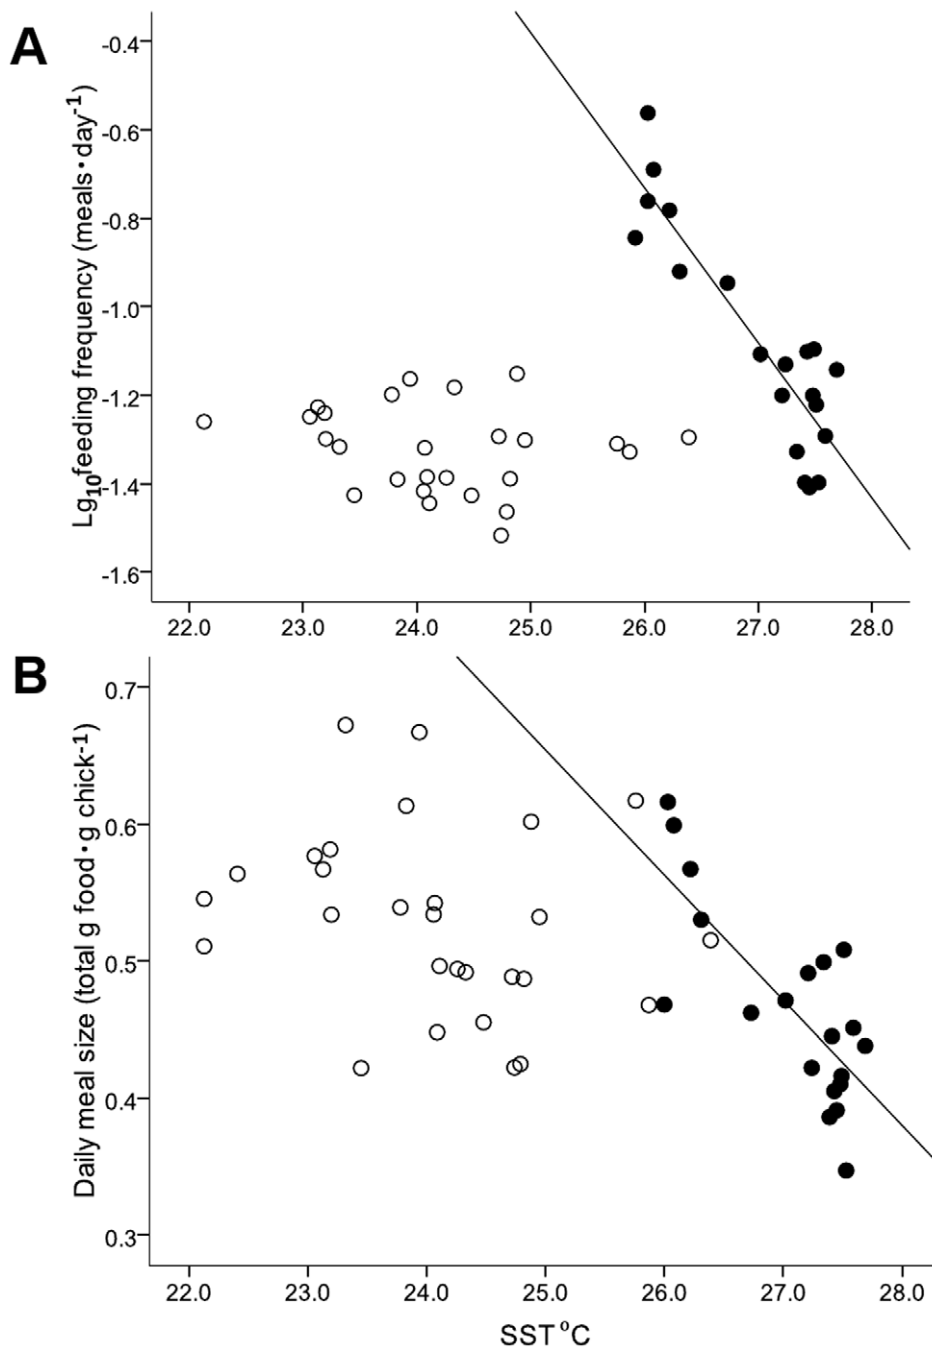 A
Lg10feeding frequency (meals•day-1)
-0.4
-0.6
-0.8
-1.0
-1.2
-1.4
-1.6
22.0 23.0 24.0 25.0 26.0 27.0 28.0
B
Daily meal size (total g food•g chick-1)
0.7
0.6
0.5
0.4
0.3
22.0 23.0 24.0 25.0 26.0 27.0 28.0
SST °C